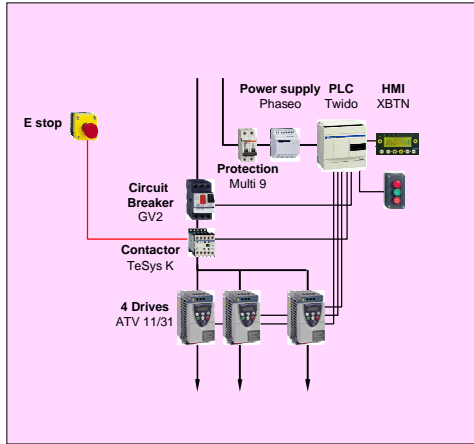 Power supply
Phaseo
PLC
Twido
HMI
XBTN
E stop
Protection
Multi 9
Circuit
Breaker
GV2
Contactor
TeSys K
4 Drives
ATV 11/31